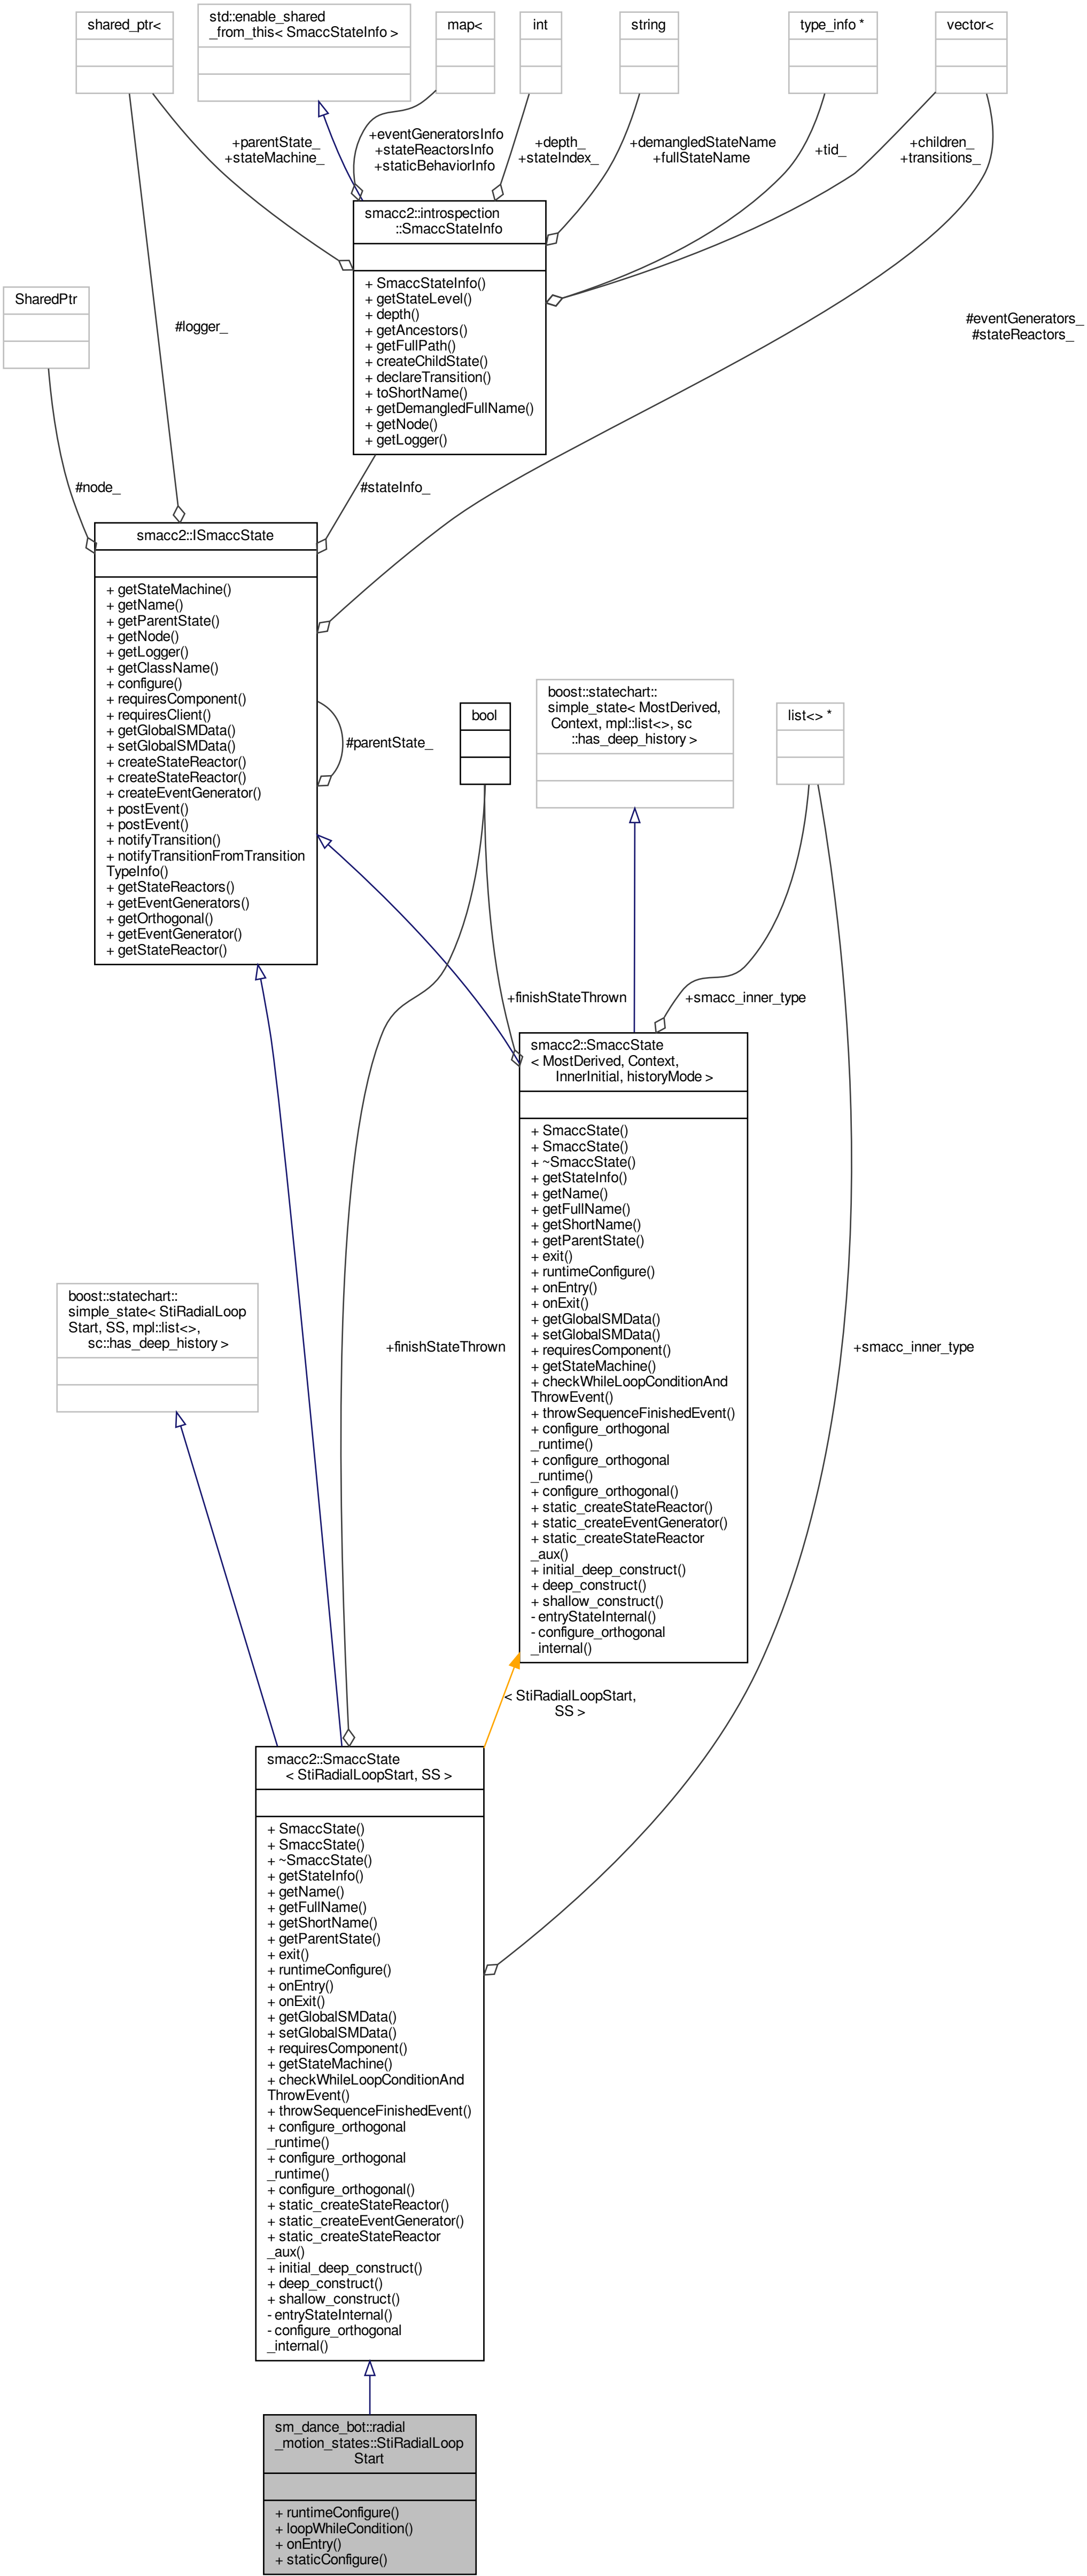 shared_ptr<
std::enable_shared
_from_this< SmaccStateInfo >
map<
int
string
type_info *
vector<
+parentState_
+stateMachine_
+eventGeneratorsInfo
+stateReactorsInfo
+staticBehaviorInfo
+depth_
+stateIndex_
+demangledStateName
+fullStateName
+tid_
+children_
+transitions_
smacc2::introspection
::SmaccStateInfo
+ SmaccStateInfo()
+ getStateLevel()
+ depth()
+ getAncestors()
+ getFullPath()
+ createChildState()
+ declareTransition()
+ toShortName()
+ getDemangledFullName()
+ getNode()
+ getLogger()
SharedPtr
#logger_
#eventGenerators_
#stateReactors_
#node_
#stateInfo_
smacc2::ISmaccState
+ getStateMachine()
+ getName()
+ getParentState()
+ getNode()
+ getLogger()
+ getClassName()
+ configure()
+ requiresComponent()
+ requiresClient()
+ getGlobalSMData()
+ setGlobalSMData()
+ createStateReactor()
+ createStateReactor()
+ createEventGenerator()
+ postEvent()
+ postEvent()
+ notifyTransition()
+ notifyTransitionFromTransition
TypeInfo()
+ getStateReactors()
+ getEventGenerators()
+ getOrthogonal()
+ getEventGenerator()
+ getStateReactor()
#parentState_
bool
boost::statechart::
simple_state< MostDerived,
Context, mpl::list<>, sc
::has_deep_history >
list<> *
+finishStateThrown
+smacc_inner_type
smacc2::SmaccState
< MostDerived, Context,
InnerInitial, historyMode >
+ SmaccState()
+ SmaccState()
+ ~SmaccState()
+ getStateInfo()
+ getName()
+ getFullName()
+ getShortName()
+ getParentState()
+ exit()
+ runtimeConfigure()
+ onEntry()
+ onExit()
+ getGlobalSMData()
+ setGlobalSMData()
+ requiresComponent()
+ getStateMachine()
+ checkWhileLoopConditionAnd
ThrowEvent()
+ throwSequenceFinishedEvent()
+ configure_orthogonal
_runtime()
+ configure_orthogonal
_runtime()
+ configure_orthogonal()
+ static_createStateReactor()
+ static_createEventGenerator()
+ static_createStateReactor
_aux()
+ initial_deep_construct()
+ deep_construct()
+ shallow_construct()
- entryStateInternal()
- configure_orthogonal
_internal()
boost::statechart::
simple_state< StiRadialLoop
Start, SS, mpl::list<>,
sc::has_deep_history >
+finishStateThrown
+smacc_inner_type
< StiRadialLoopStart,
SS >
smacc2::SmaccState
< StiRadialLoopStart, SS >
+ SmaccState()
+ SmaccState()
+ ~SmaccState()
+ getStateInfo()
+ getName()
+ getFullName()
+ getShortName()
+ getParentState()
+ exit()
+ runtimeConfigure()
+ onEntry()
+ onExit()
+ getGlobalSMData()
+ setGlobalSMData()
+ requiresComponent()
+ getStateMachine()
+ checkWhileLoopConditionAnd
ThrowEvent()
+ throwSequenceFinishedEvent()
+ configure_orthogonal
_runtime()
+ configure_orthogonal
_runtime()
+ configure_orthogonal()
+ static_createStateReactor()
+ static_createEventGenerator()
+ static_createStateReactor
_aux()
+ initial_deep_construct()
+ deep_construct()
+ shallow_construct()
- entryStateInternal()
- configure_orthogonal
_internal()
sm_dance_bot::radial
_motion_states::StiRadialLoop
Start
+ runtimeConfigure()
+ loopWhileCondition()
+ onEntry()
+ staticConfigure()